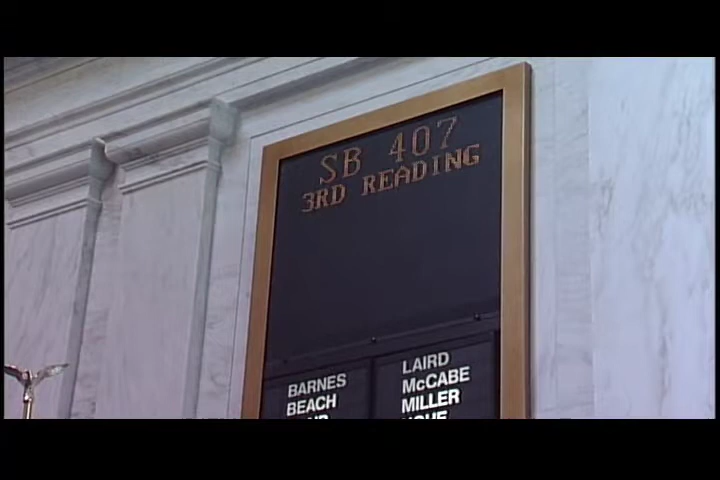 SB 407
3RD READING
BARNES
BEACH
LAIRD
McCABE
MILLER